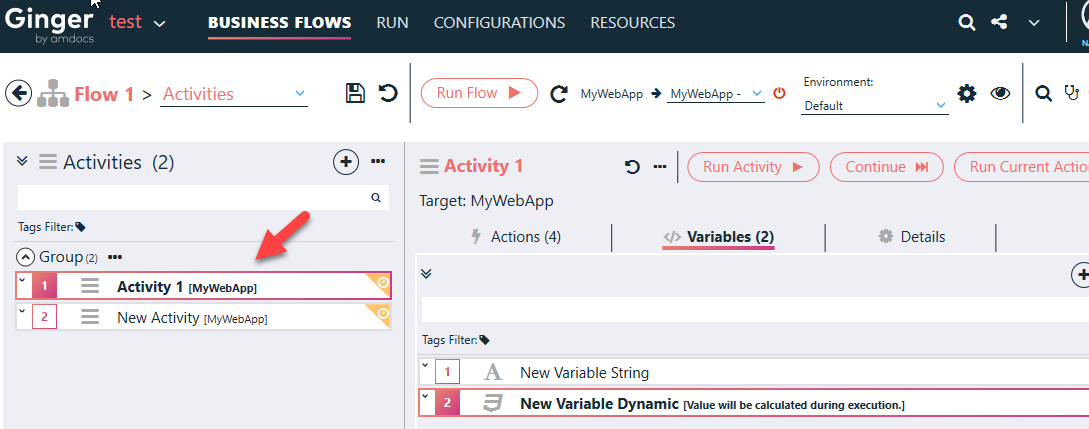 Ginger
by amdocs
test
BUSINESS FLOWS
RUN
CONFIGURATIONS
RESOURCES
NA
Flow 1 > Activities
Run Flow
MyWebApp
MyWebApp -
Environment:
Default
Activities (2)
Tags Filter:
Group (2)
1 Activity 1 [MyWebApp]
2 New Activity [MyWebApp]
Activity 1
Run Activity
Continue
Run Current Actio
Target: MyWebApp
Actions (4)
Variables (2)
Details
Tags Filter:
1 A New Variable String
2 New Variable Dynamic [Value will be calculated during execution.]